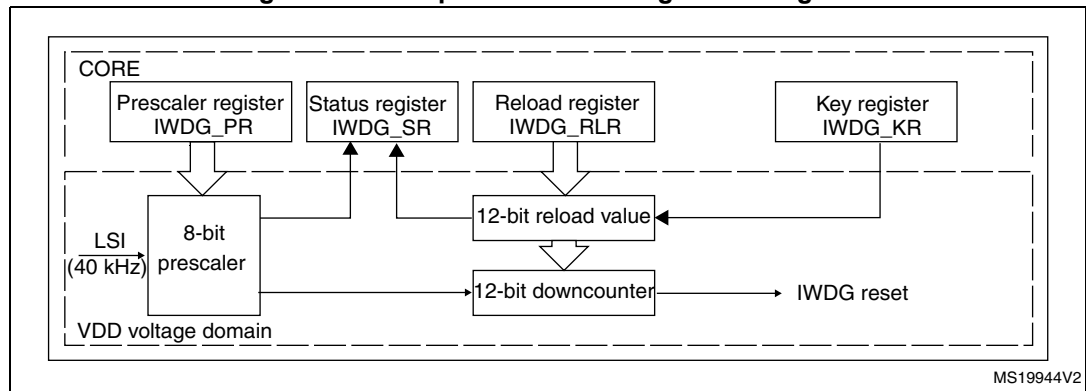 CORE
Prescaler register
IWDG_PR
Status register
IWDG_SR
Reload register
IWDG_RLR
Key register
IWDG_KR
LSI
(40 kHz)
8-bit
prescaler
12-bit reload value
12-bit downcounter
IWDG reset
VDD voltage domain
MS19944V2